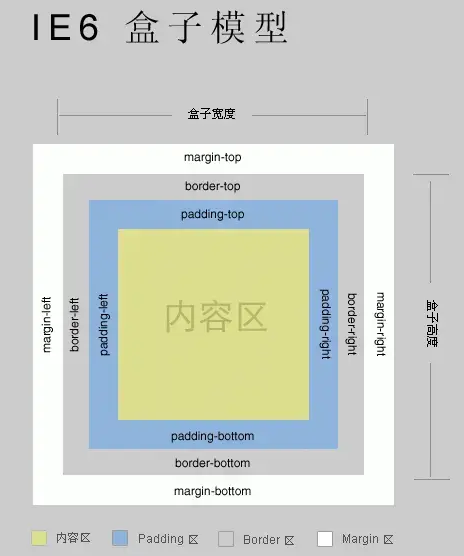 IE6 盒子模型
盒子宽度
margin-top
border-top
padding-top
margin-left
border-left
padding-left
内容区
padding-right
border-right
margin-right
盒子高度
padding-bottom
border-bottom
margin-bottom
内容区 Padding 区 Border 区 Margin 区